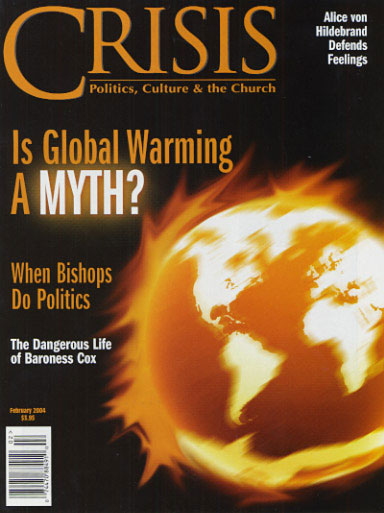 CRISIS
Politics, Culture & the Church
Alice von
Hildebrand
Defends
Feelings
Is Global Warming
A MYTH?
When Bishops
Do Politics
The Dangerous Life
of Baroness Cox
February 2004
$3.95